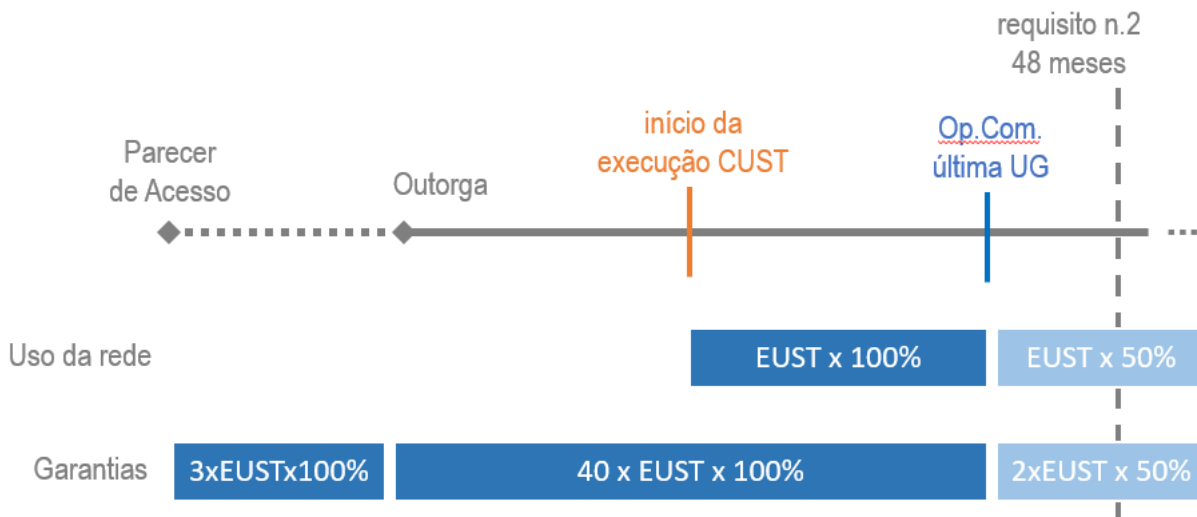 requisito n.2
48 meses
início da
execução CUST
Op.Com.
última UG
Parecer
de Acesso
Outorga
Uso da rede
EUST x 100%
EUST x 50%
Garantias
3xEUSTx100%
40 x EUST x 100%
2xEUST x 50%